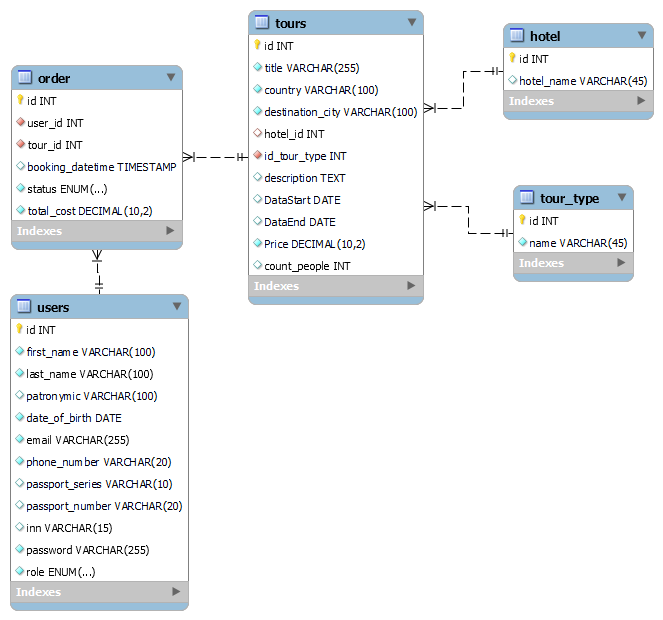 order
id INT
user_id INT
tour_id INT
booking_datetime TIMESTAMP
status ENUM(...)
total_cost DECIMAL(10,2)
Indexes
tours
id INT
title VARCHAR(255)
country VARCHAR(100)
destination_city VARCHAR(100)
hotel_id INT
id_tour_type INT
description TEXT
DataStart DATE
DataEnd DATE
Price DECIMAL(10,2)
count_people INT
Indexes
hotel
id INT
hotel_name VARCHAR(45)
Indexes
tour_type
id INT
name VARCHAR(45)
Indexes
users
id INT
first_name VARCHAR(100)
last_name VARCHAR(100)
patronymic VARCHAR(100)
date_of_birth DATE
email VARCHAR(255)
phone_number VARCHAR(20)
passport_series VARCHAR(10)
passport_number VARCHAR(20)
inn VARCHAR(15)
password VARCHAR(255)
role ENUM(...)
Indexes